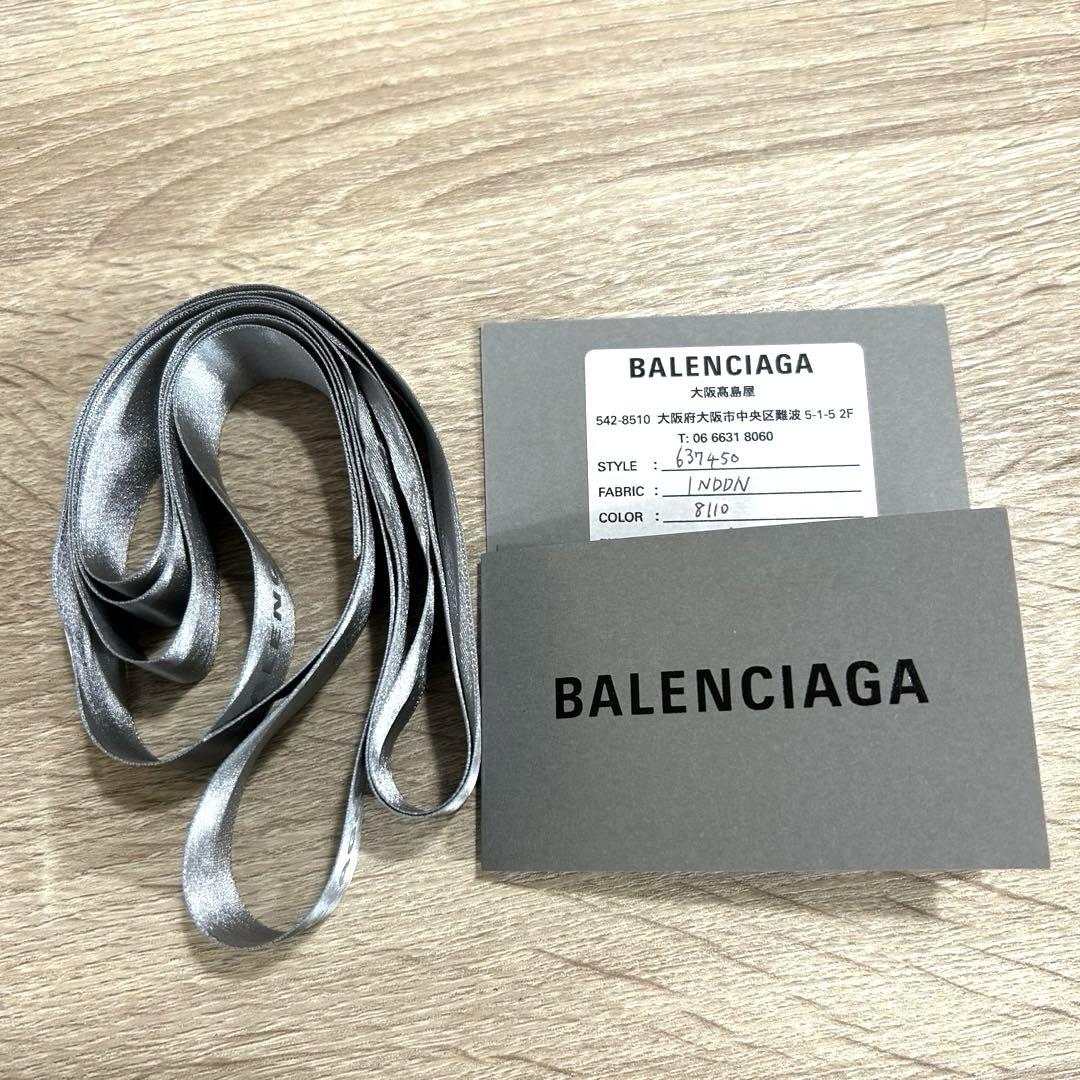 BALENCIAGA
大阪髙島屋
542-8510 大阪府大阪市中央区難波 5-1-5 2F
T: 06 6631 8060
STYLE : 637450
FABRIC : 1NDDN
COLOR : 8110
BALENCIAGA